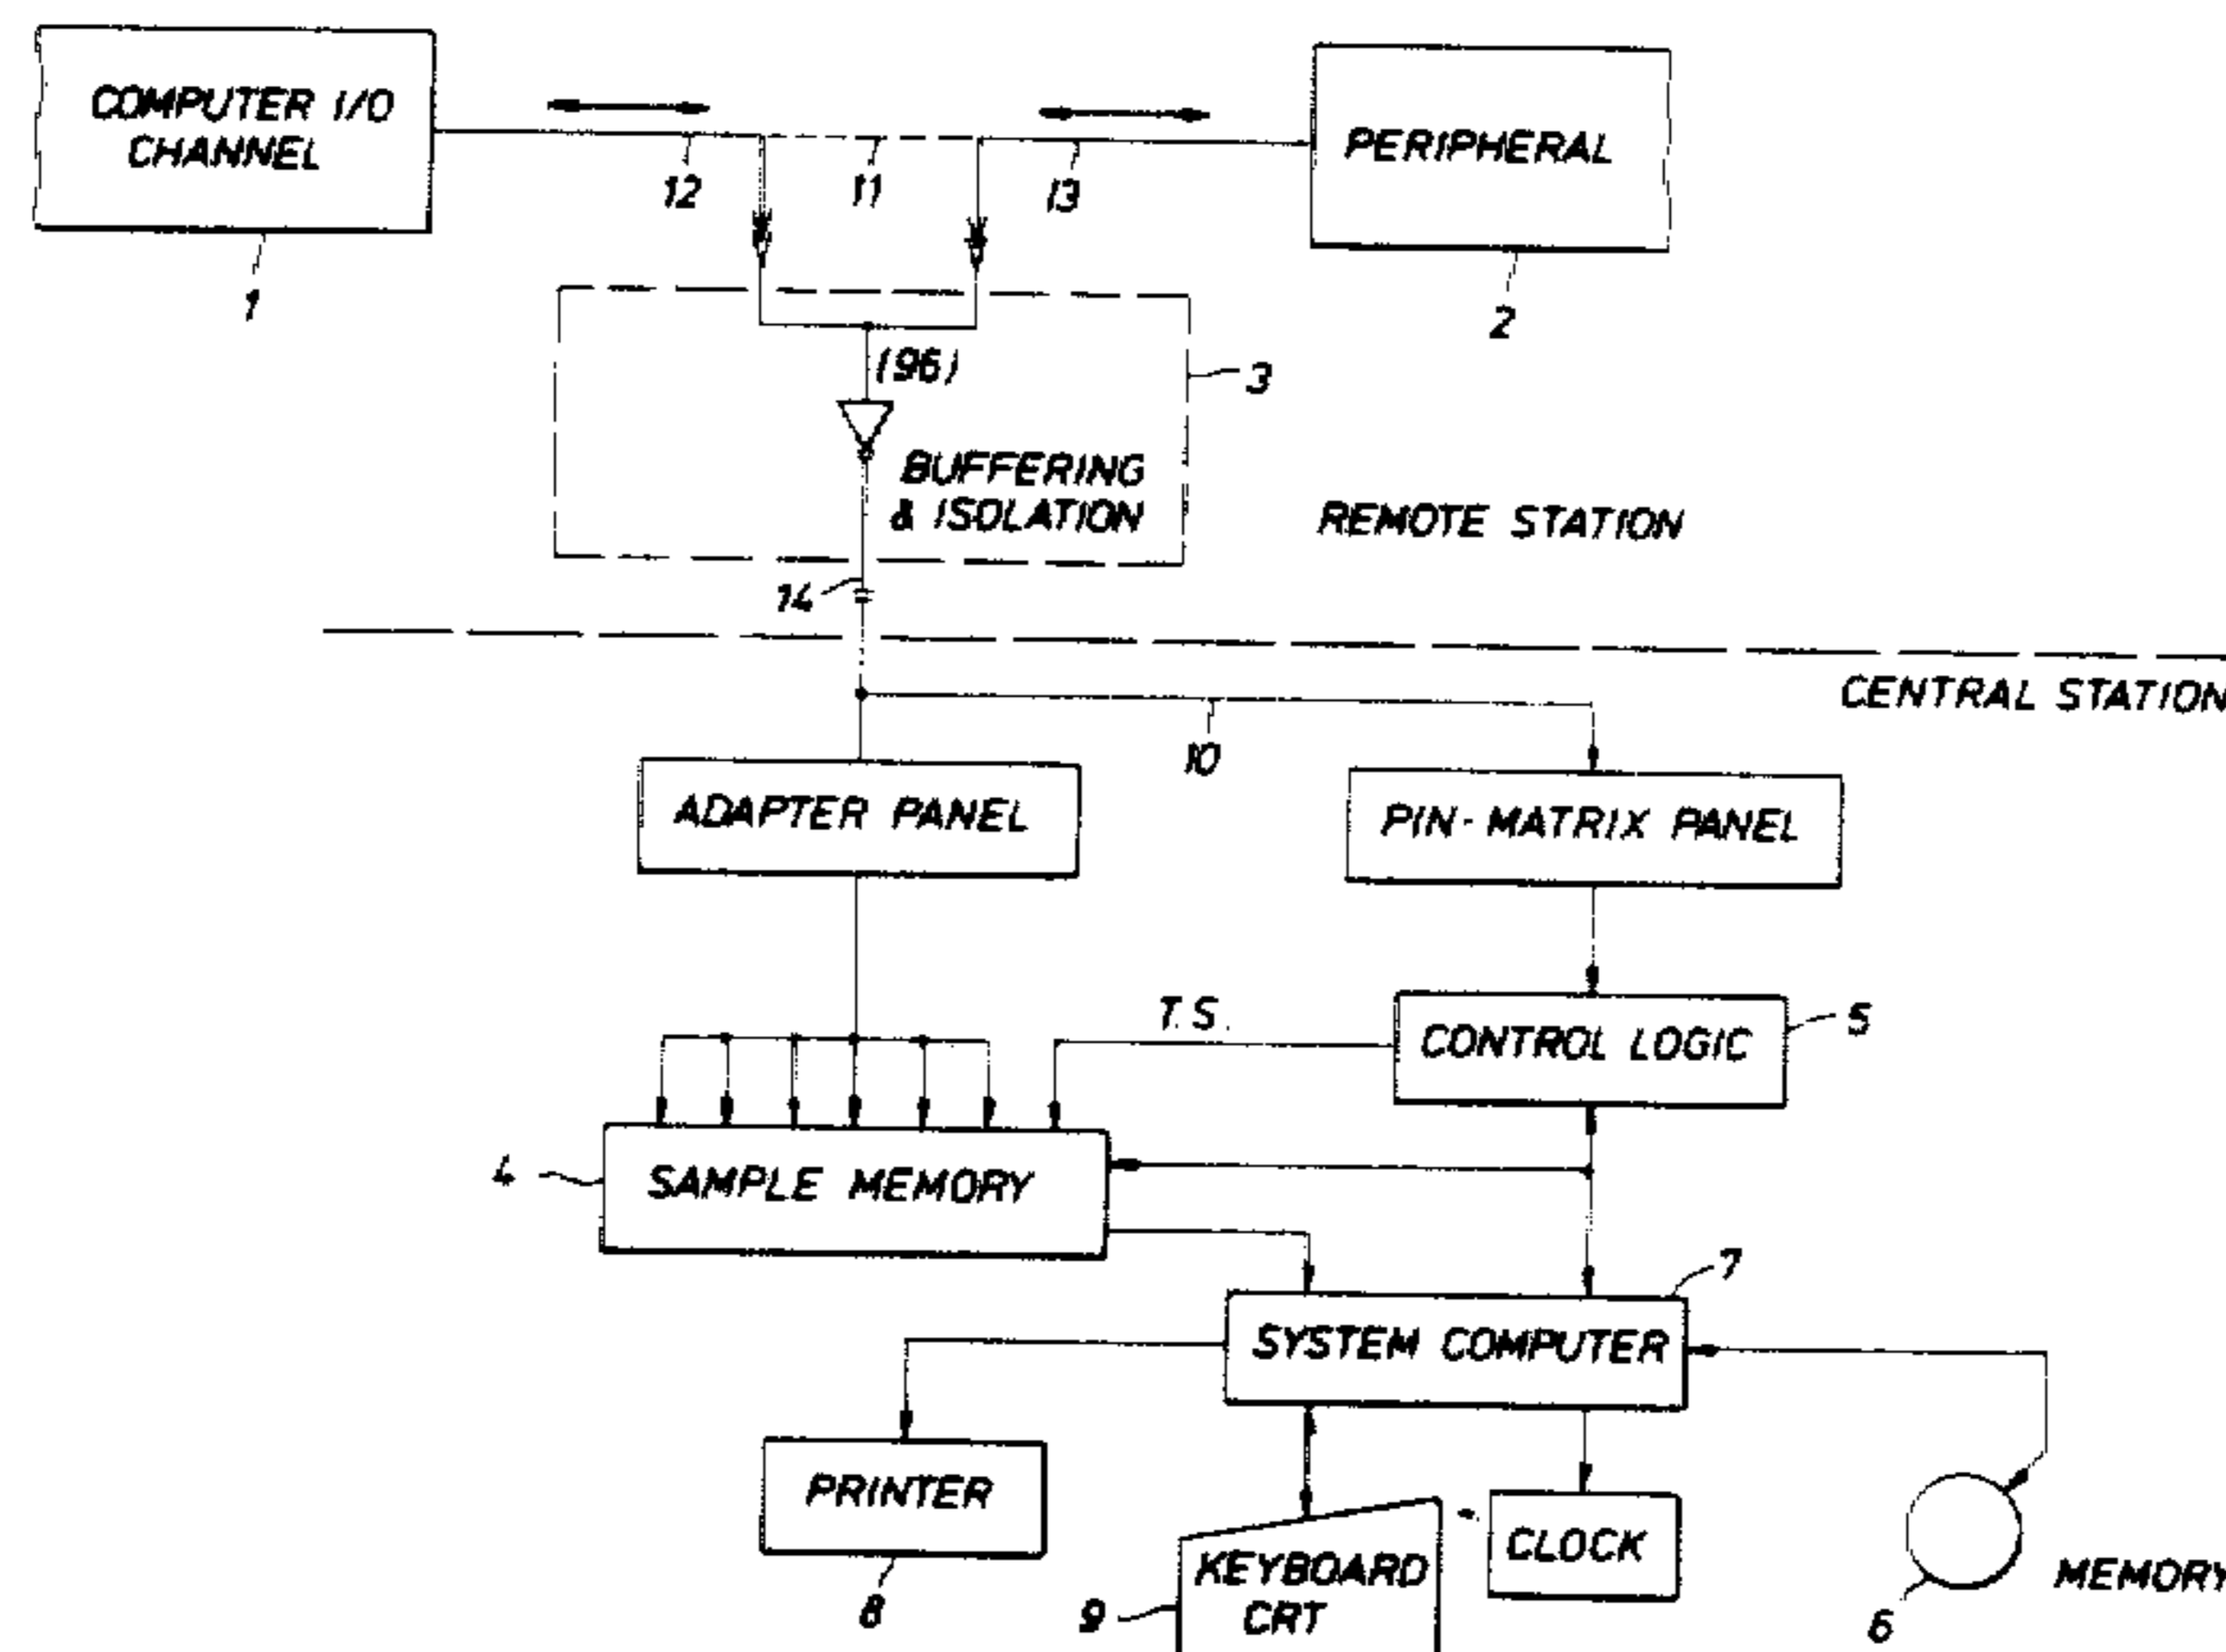 COMPUTER I/O
CHANNEL
PERIPHERAL
12
11
13
1
2
(96)
3
BUFFERING
& ISOLATION
REMOTE STATION
14
CENTRAL STATION
10
ADAPTER PANEL
PIN-MATRIX PANEL
T.S.
CONTROL LOGIC
5
4
SAMPLE MEMORY
7
SYSTEM COMPUTER
PRINTER
CLOCK
KEYBOARD
CRT
MEMORY
8
9
6